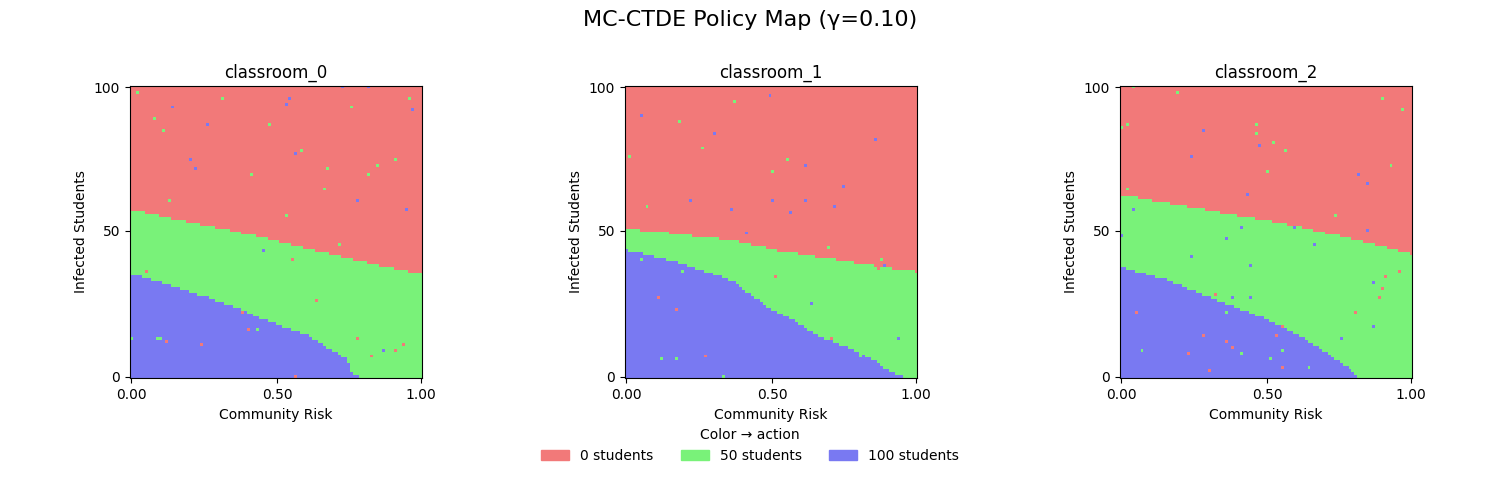 MC-CTDE Policy Map (γ=0.10)
classroom_0
classroom_1
classroom_2
100
50
0
Infected Students
0.00
0.50
1.00
Community Risk
100
50
0
Infected Students
0.00
0.50
1.00
Community Risk
100
50
0
Infected Students
0.00
0.50
1.00
Community Risk
Color → action
0 students
50 students
100 students